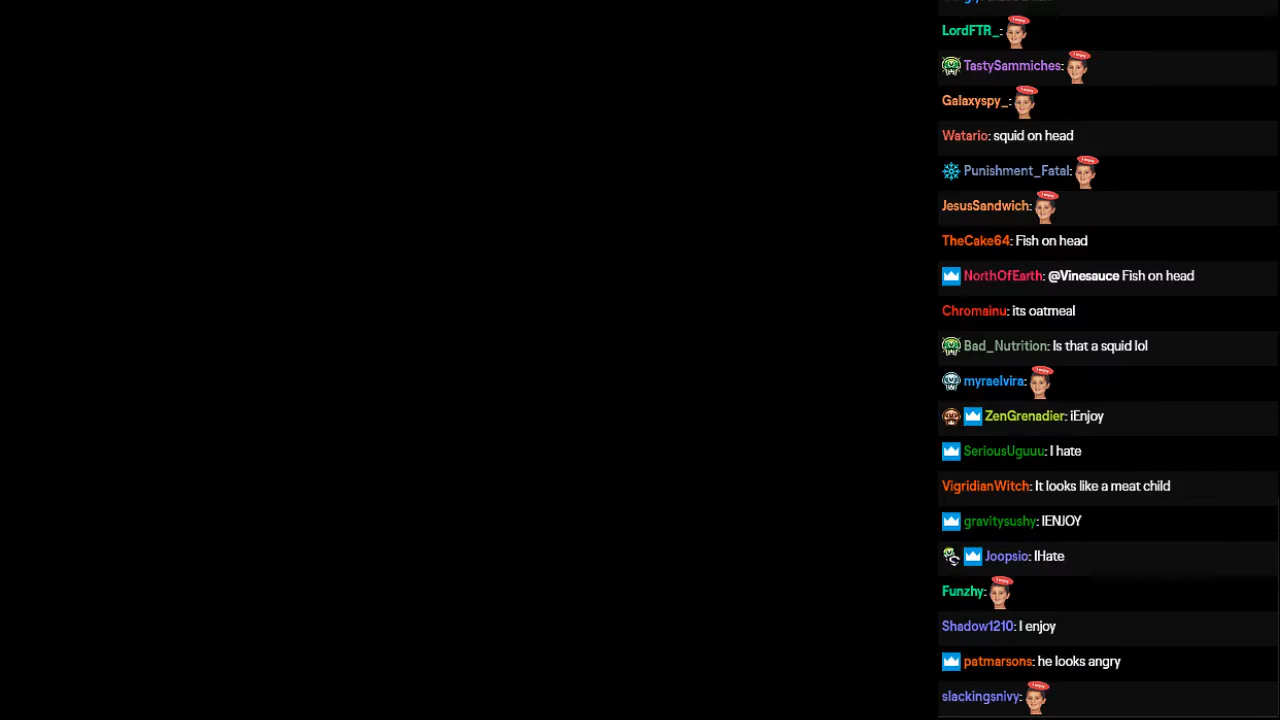 LordFTR_:
TastySammiches:
Galaxyspy_:
Watario: squid on head
Punishment_Fatal:
JesusSandwich:
TheCake64: Fish on head
NorthOfEarth: @Vinesauce Fish on head
Chromainu: its oatmeal
Bad_Nutrition: Is that a squid lol
myraelvira:
ZenGrenadier: iEnjoy
SeriousUguuu: I hate
VigridianWitch: It looks like a meat child
gravitysushy: IENJOY
Joopsio: IHate
Funzhy:
Shadow1210: I enjoy
patmarsons: he looks angry
slackingsnivy: